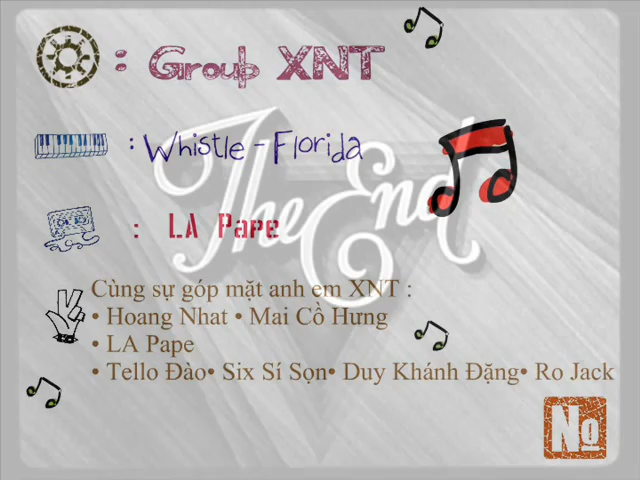 : Group XNT
: Whistle - Florida
The End
: LA Pape
Cùng sự góp mặt anh em XNT :
• Hoang Nhat • Mai Cồ Hưng
• LA Pape
• Tello Đào• Six Sí Sọn• Duy Khánh Đặng• Ro Jack
No